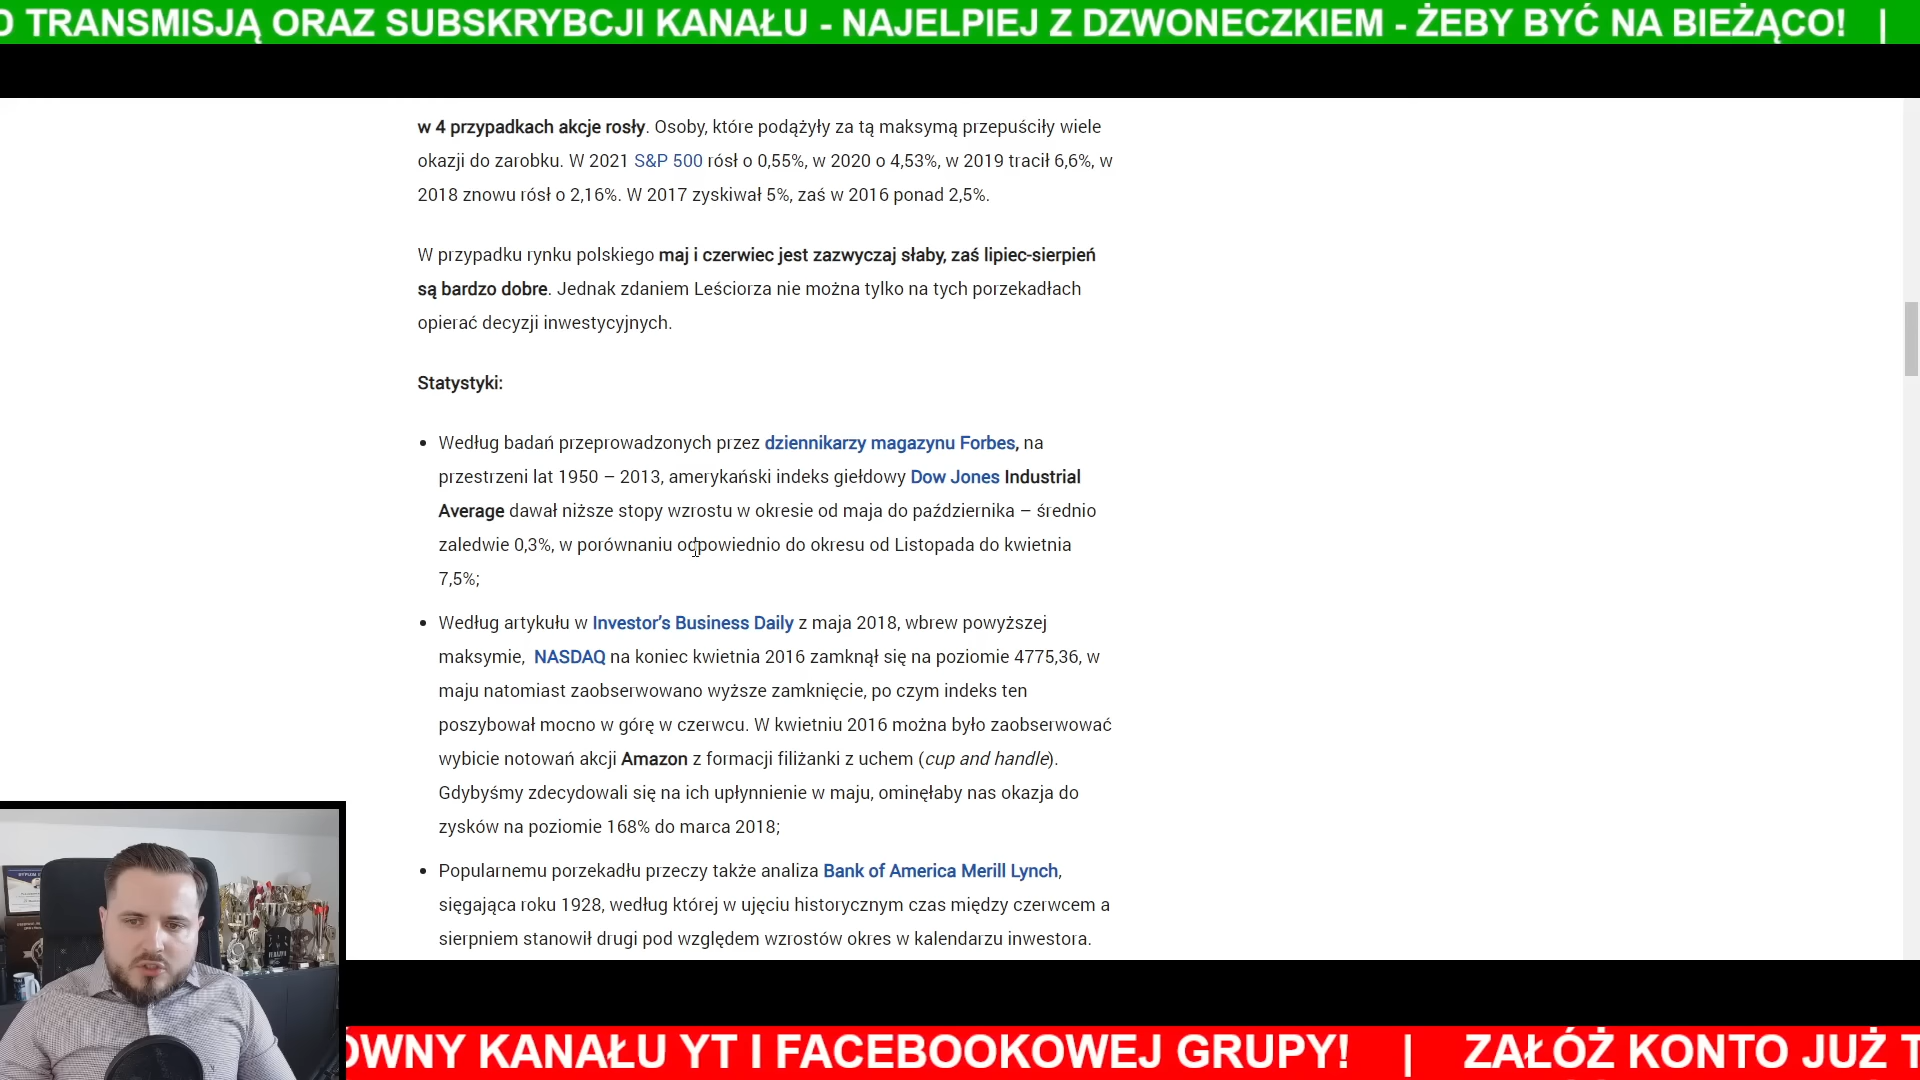 O TRANSMISJĄ ORAZ SUBSKRYBCJI KANAŁU - NAJELPIEJ Z DZWONECZKIEM - ŻEBY BYĆ NA BIEŻĄCO! |
w 4 przypadkach akcje rosły. Osoby, które podążyły za tą maksymą przepuściły wiele
okazji do zarobku. W 2021 S&P 500 rósł o 0,55%, w 2020 o 4,53%, w 2019 tracił 6,6%, w
2018 znowu rósł o 2,16%. W 2017 zyskiwał 5%, zaś w 2016 ponad 2,5%.
W przypadku rynku polskiego maj i czerwiec jest zazwyczaj słaby, zaś lipiec-sierpień
są bardzo dobre. Jednak zdaniem Leściorza nie można tylko na tych porzekadłach
opierać decyzji inwestycyjnych.
Statystyki:
• Według badań przeprowadzonych przez dziennikarzy magazynu Forbes, na
przestrzeni lat 1950 – 2013, amerykański indeks giełdowy Dow Jones Industrial
Average dawał niższe stopy wzrostu w okresie od maja do października – średnio
zaledwie 0,3%, w porównaniu odpowiednio do okresu od Listopada do kwietnia
7,5%;
• Według artykułu w Investor’s Business Daily z maja 2018, wbrew powyższej
maksymie, NASDAQ na koniec kwietnia 2016 zamknął się na poziomie 4775,36, w
maju natomiast zaobserwowano wyższe zamknięcie, po czym indeks ten
poszybował mocno w górę w czerwcu. W kwietniu 2016 można było zaobserwować
wybicie notowań akcji Amazon z formacji filiżanki z uchem (cup and handle).
Gdybyśmy zdecydowali się na ich upłynnienie w maju, ominęłaby nas okazja do
zysków na poziomie 168% do marca 2018;
• Popularnemu porzekadłu przeczy także analiza Bank of America Merill Lynch,
sięgająca roku 1928, według której w ujęciu historycznym czas między czerwcem a
sierpniem stanowił drugi pod względem wzrostów okres w kalendarzu inwestora.
ÓWNY KANAŁU YT I FACEBOOKOWEJ GRUPY! | ZAŁÓŻ KONTO JUŻ T